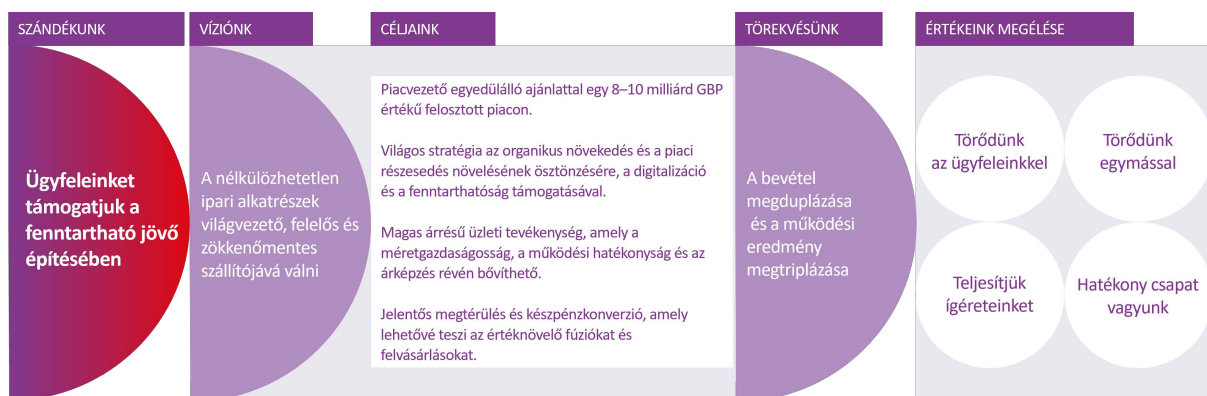 SZÁNDÉKUNK
Ügyfeleinket
támogatjuk a
fenntartható jövő
építésében
VÍZIÓNK
A nélkülözhetetlen
ipari alkatrészek
világvezető, felelős és
zökkenőmentes
szállítójává válni
CÉLJAINK
Piacvezető egyedülálló ajánlattal egy 8–10 milliárd GBP
értékű felosztott piacon.
Világos stratégia az organikus növekedés és a piaci
részesedés növelésének ösztönzésére, a digitalizáció
és a fenntarthatóság támogatásával.
Magas árrésű üzleti tevékenység, amely a
méretgazdaságosság, a működési hatékonyság és az
árképzés révén bővíthető.
Jelentős megtérülés és készpénzkonverzió, amely
lehetővé teszi az értéknövelő fúziókat és
felvásárlásokat.
TÖREKVÉSÜNK
A bevétel
megduplázása
és a működési
eredmény
megtriplázása
ÉRTÉKEINK MEGÉLÉSE
Törődünk
az ügyfeleinkkel
Törődünk
egymással
Teljesítjük
ígéreteinket
Hatékony csapat
vagyunk